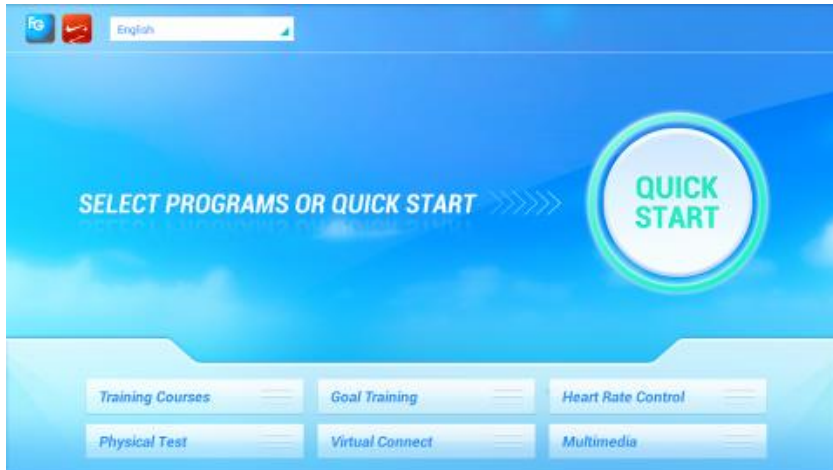 FG
English
SELECT PROGRAMS OR QUICK START
QUICK
START
Training Courses
Goal Training
Heart Rate Control
Physical Test
Virtual Connect
Multimedia